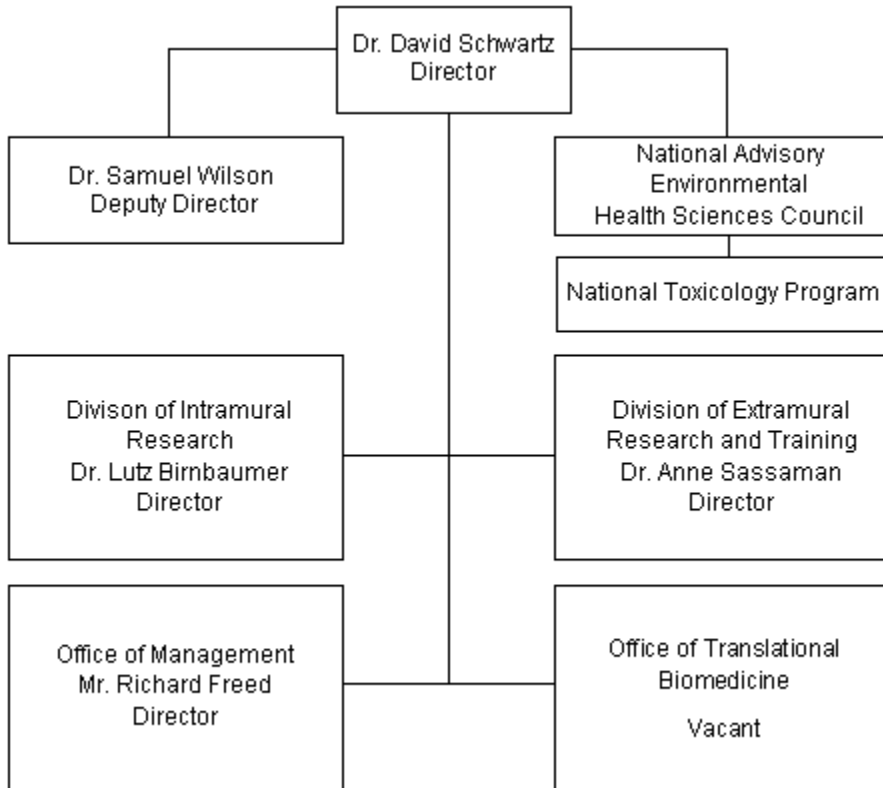 Dr. David Schwartz
Director
Dr. Samuel Wilson
Deputy Director
National Advisory
Environmental
Health Sciences Council
National Toxicology Program
Divison of Intramural
Research
Dr. Lutz Birnbaumer
Director
Division of Extramural
Research and Training
Dr. Anne Sassaman
Director
Office of Management
Mr. Richard Freed
Director
Office of Translational
Biomedicine
Vacant